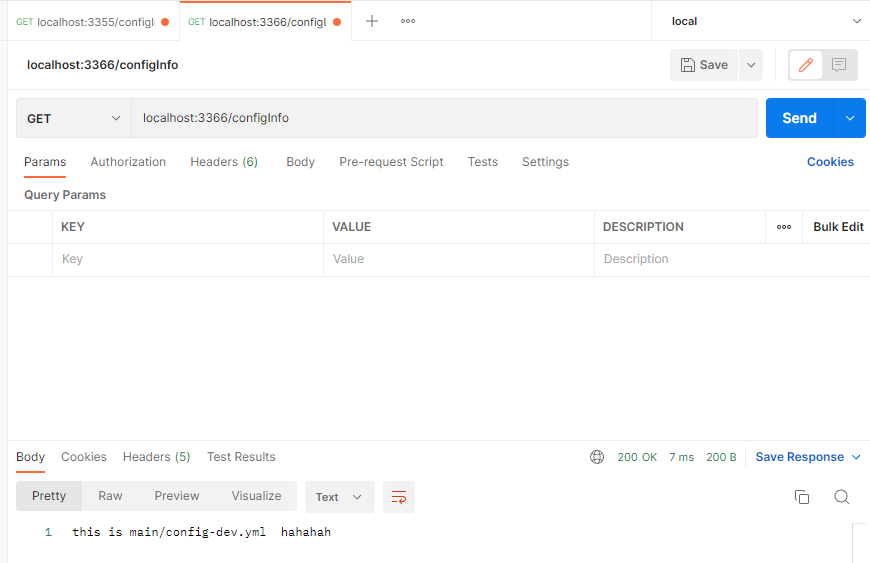 GET localhost:3355/configI
GET localhost:3366/configI
local
localhost:3366/configInfo
Save
GET localhost:3366/configInfo Send
Params Authorization Headers (6) Body Pre-request Script Tests Settings Cookies
Query Params
KEY VALUE DESCRIPTION Bulk Edit
Key Value Description
Body Cookies Headers (5) Test Results 200 OK 7 ms 200 B Save Response
Pretty Raw Preview Visualize Text
1 this is main/config-dev.yml  hahahah